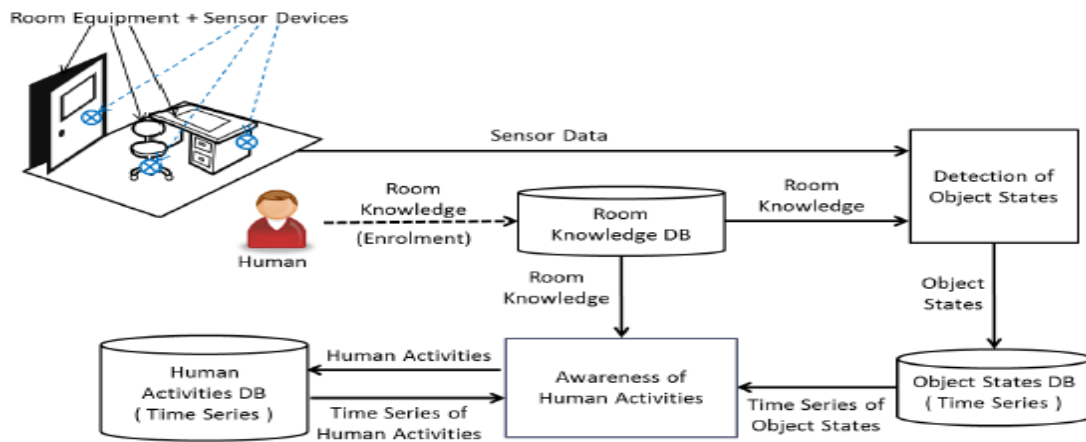 Room Equipment + Sensor Devices
Sensor Data
Detection of
Object States
Room
Knowledge
(Enrolment)
Human
Room
Knowledge DB
Room
Knowledge
Room
Knowledge
Object
States
Human
Activities DB
( Time Series )
Human Activities
Time Series of
Human Activities
Awareness of
Human Activities
Time Series of
Object States
Object States DB
( Time Series )